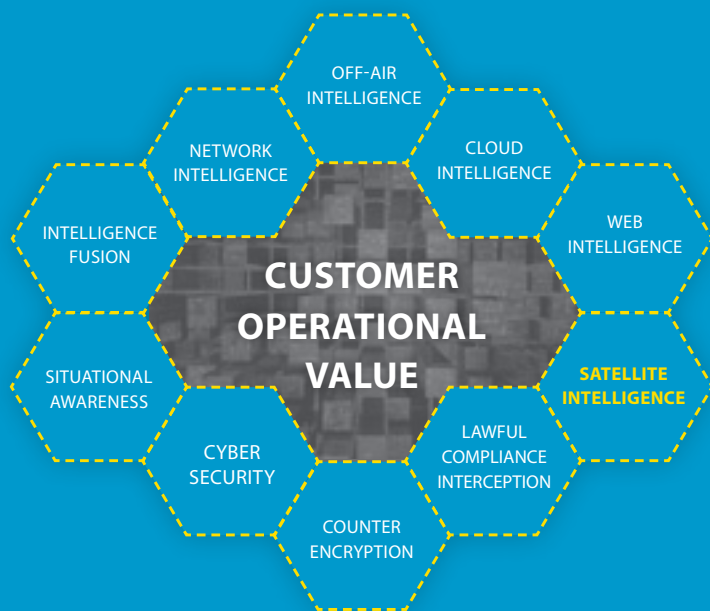 OFF-AIR
INTELLIGENCE
NETWORK
INTELLIGENCE
CLOUD
INTELLIGENCE
INTELLIGENCE
FUSION
WEB
INTELLIGENCE
CUSTOMER
OPERATIONAL
VALUE
SITUATIONAL
AWARENESS
SATELLITE
INTELLIGENCE
CYBER
SECURITY
LAWFUL
COMPLIANCE
INTERCEPTION
COUNTER
ENCRYPTION